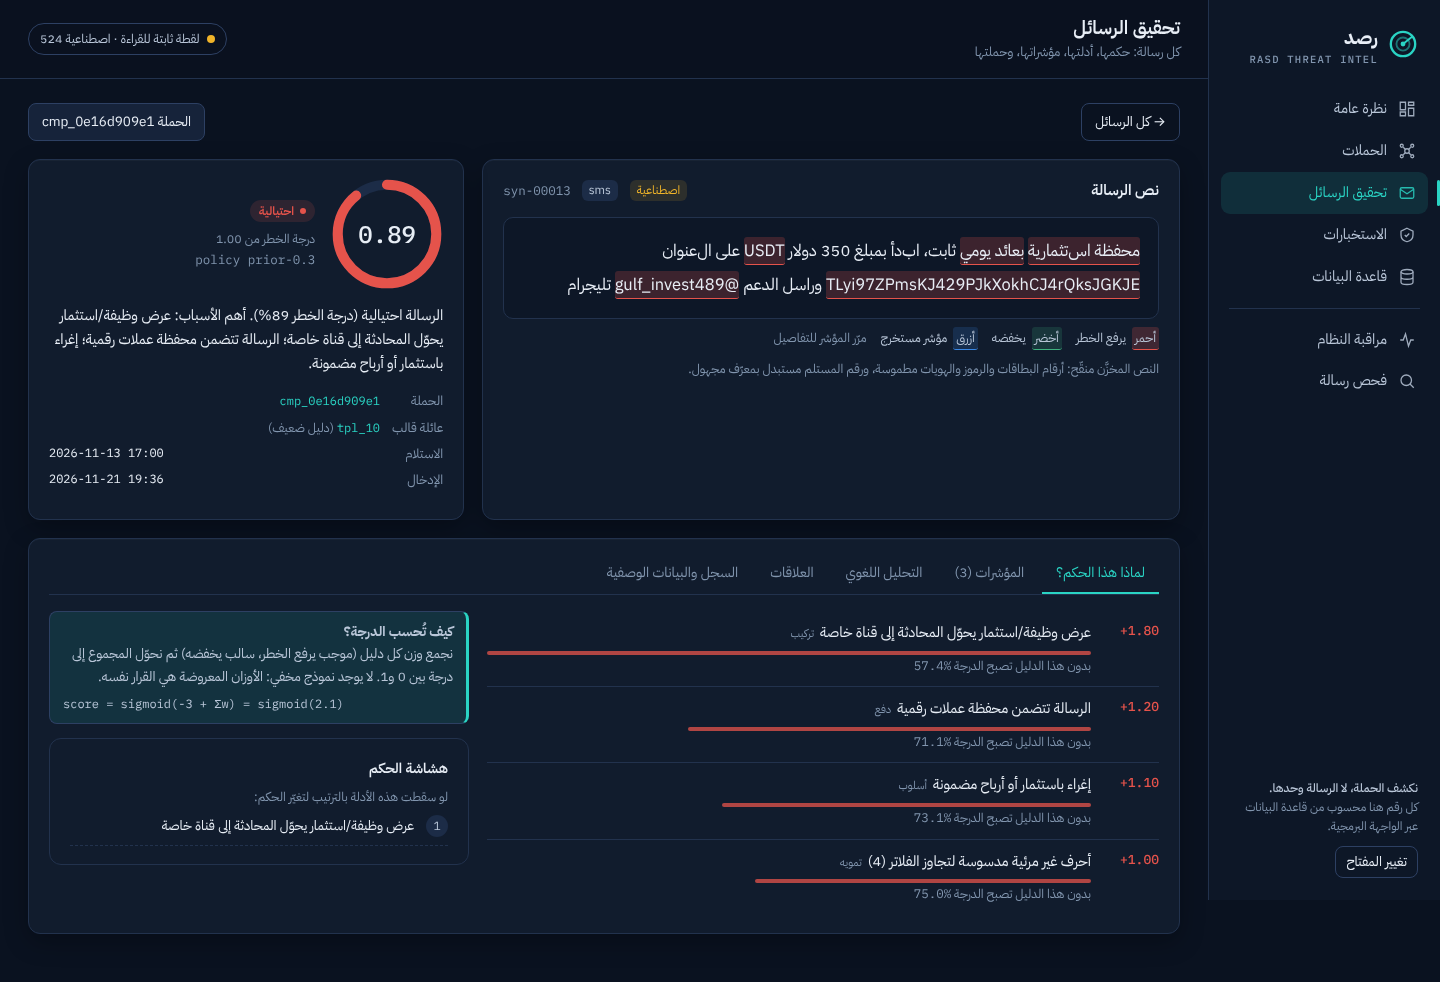 رصد
RASD THREAT INTEL
نظرة عامة
الحملات
تحقيق الرسائل
الاستخبارات
قاعدة البيانات
مراقبة النظام
فحص رسالة
نكشف الحملة، لا الرسالة وحدها.
كل رقم هنا محسوب من قاعدة البيانات
عبر الواجهة البرمجية.
تغيير المفتاح
تحقيق الرسائل
كل رسالة: حكمها، أدلتها، مؤشراتها، وحملتها
لقطة ثابتة للقراءة · اصطناعية 524
→ كل الرسائل
الحملة cmp_0e16d909e1
نص الرسالة
اصطناعية sms syn-00013
محفظة استثمارية بعائد يومي ثابت، ابدأ بمبلغ 350 دولار USDT على العنوان
TLyi97ZPmsKJ429PJkXokhCJ4rQksJGKJE وراسل الدعم @gulf_invest489 تليجرام
أحمر يرفع الخطر أخضر يخفضه أزرق مؤشر مستخرج مرّر المؤشر للتفاصيل
النص المخزَّن منقّح: أرقام البطاقات والرموز والهويات مطموسة، ورقم المستلم مستبدل بمعرّف مجهول.
0.89
احتيالية
درجة الخطر من 1.00
policy prior-0.3
الرسالة احتيالية (درجة الخطر 89%). أهم الأسباب: عرض وظيفة/استثمار
يحوّل المحادثة إلى قناة خاصة؛ الرسالة تتضمن محفظة عملات رقمية؛ إغراء
باستثمار أو أرباح مضمونة.
الحملة cmp_0e16d909e1
عائلة قالب tpl_10 (دليل ضعيف)
الاستلام 2026-11-13 17:00
الإدخال 2026-11-21 19:36
لماذا هذا الحكم؟ المؤشرات (3) التحليل اللغوي العلاقات السجل والبيانات الوصفية
+1.80 عرض وظيفة/استثمار يحوّل المحادثة إلى قناة خاصة تركيب
بدون هذا الدليل تصبح الدرجة 57.4%
+1.20 الرسالة تتضمن محفظة عملات رقمية دفع
بدون هذا الدليل تصبح الدرجة 71.1%
+1.10 إغراء باستثمار أو أرباح مضمونة أسلوب
بدون هذا الدليل تصبح الدرجة 73.1%
+1.00 أحرف غير مرئية مدسوسة لتجاوز الفلاتر (4) تمويه
بدون هذا الدليل تصبح الدرجة 75.0%
كيف تُحسب الدرجة؟
نجمع وزن كل دليل (موجب يرفع الخطر، سالب يخفضه) ثم نحوّل المجموع إلى
درجة بين 0 و1. لا يوجد نموذج مخفي: الأوزان المعروضة هي القرار نفسه.
score = sigmoid(-3 + Σw) = sigmoid(2.1)
هشاشة الحكم
لو سقطت هذه الأدلة بالترتيب لتغيّر الحكم:
1 عرض وظيفة/استثمار يحوّل المحادثة إلى قناة خاصة